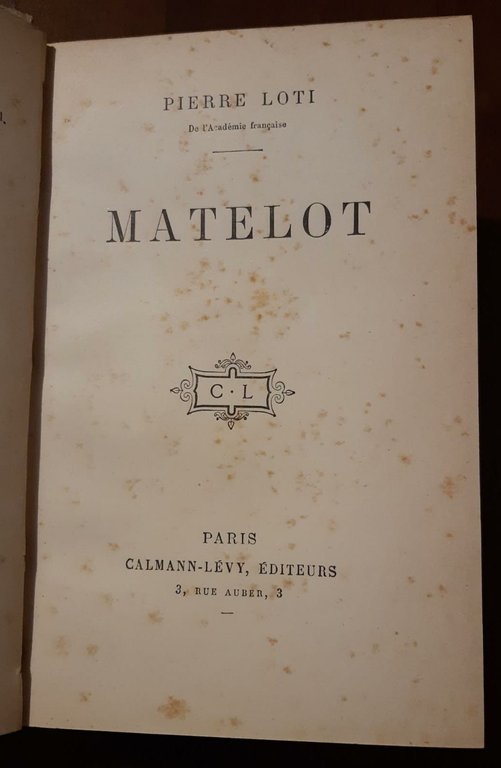 PIERRE LOTI
De l'Académie française
MATELOT
C · L
PARIS
CALMANN-LÉVY, ÉDITEURS
3, RUE AUBER, 3